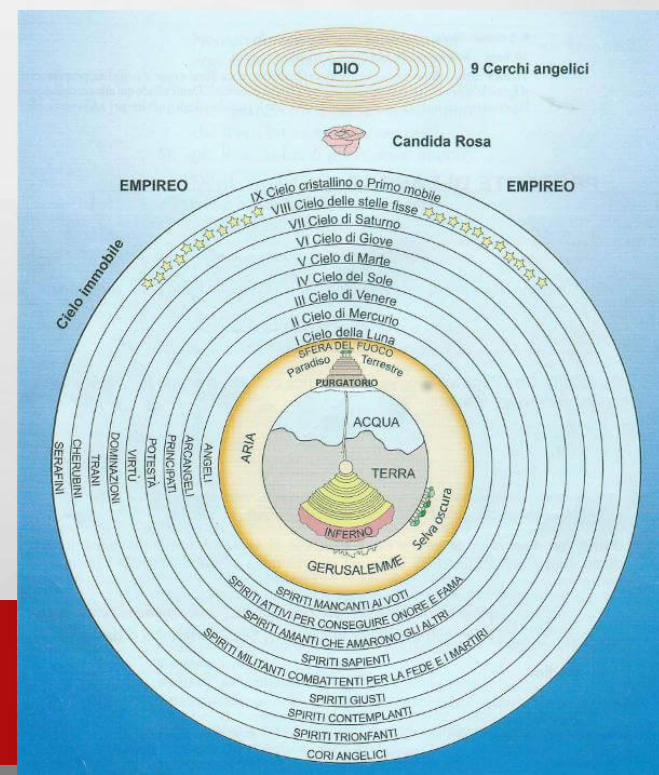 DIO
9 Cerchi angelici
Candida Rosa
EMPIREO
EMPIREO
Cielo immobile
IX Cielo cristallino o Primo mobile
VIII Cielo delle stelle fisse
VII Cielo di Saturno
VI Cielo di Giove
V Cielo di Marte
IV Cielo del Sole
III Cielo di Venere
II Cielo di Mercurio
I Cielo della Luna
SFERA DEL FUOCO
Paradiso Terrestre
PURGATORIO
ACQUA
ARIA
TERRA
INFERNO
Selva oscura
GERUSALEMME
SERAFINI
CHERUBINI
TRANI
DOMINAZIONI
VIRTÙ
POTESTÀ
PRINCIPATI
ARCANGELI
ANGELI
SPIRITI MANCANTI AI VOTI
SPIRITI ATTIVI PER CONSEGUIRE ONORE E FAMA
SPIRITI AMANTI CHE AMARONO GLI ALTRI
SPIRITI SAPIENTI
SPIRITI MILITANTI COMBATTENTI PER LA FEDE E I MARTIRI
SPIRITI GIUSTI
SPIRITI CONTEMPLANTI
SPIRITI TRIONFANTI
CORI ANGELICI